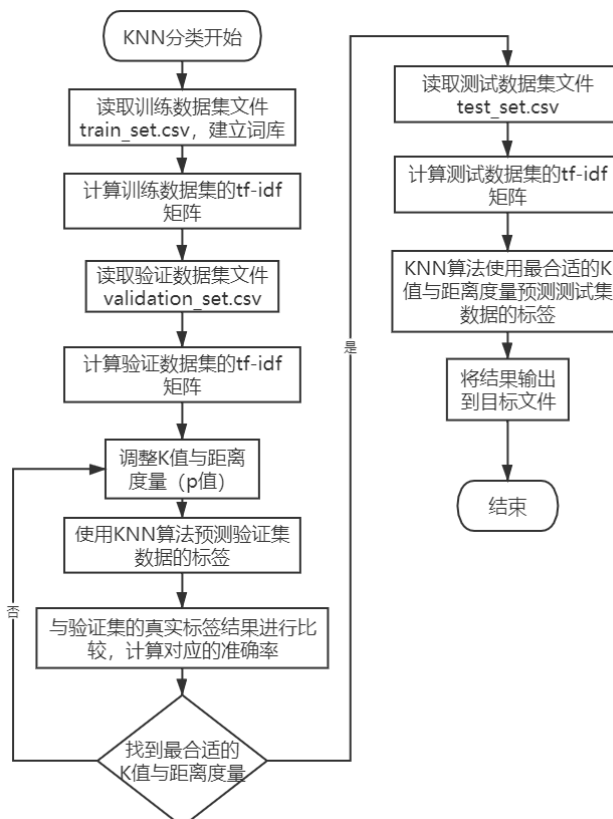 KNN分类开始
读取训练数据集文件
train_set.csv，建立词库
计算训练数据集的tf-idf
矩阵
读取验证数据集文件
validation_set.csv
计算验证数据集的tf-idf
矩阵
调整K值与距离
度量（p值）
使用KNN算法预测验证集
数据的标签
与验证集的真实标签结果进行比
较，计算对应的准确率
找到最合适的
K值与距离度量
否
是
读取测试数据集文件
test_set.csv
计算测试数据集的tf-idf
矩阵
KNN算法使用最合适的K
值与距离度量预测测试集
数据的标签
将结果输出
到目标文件
结束